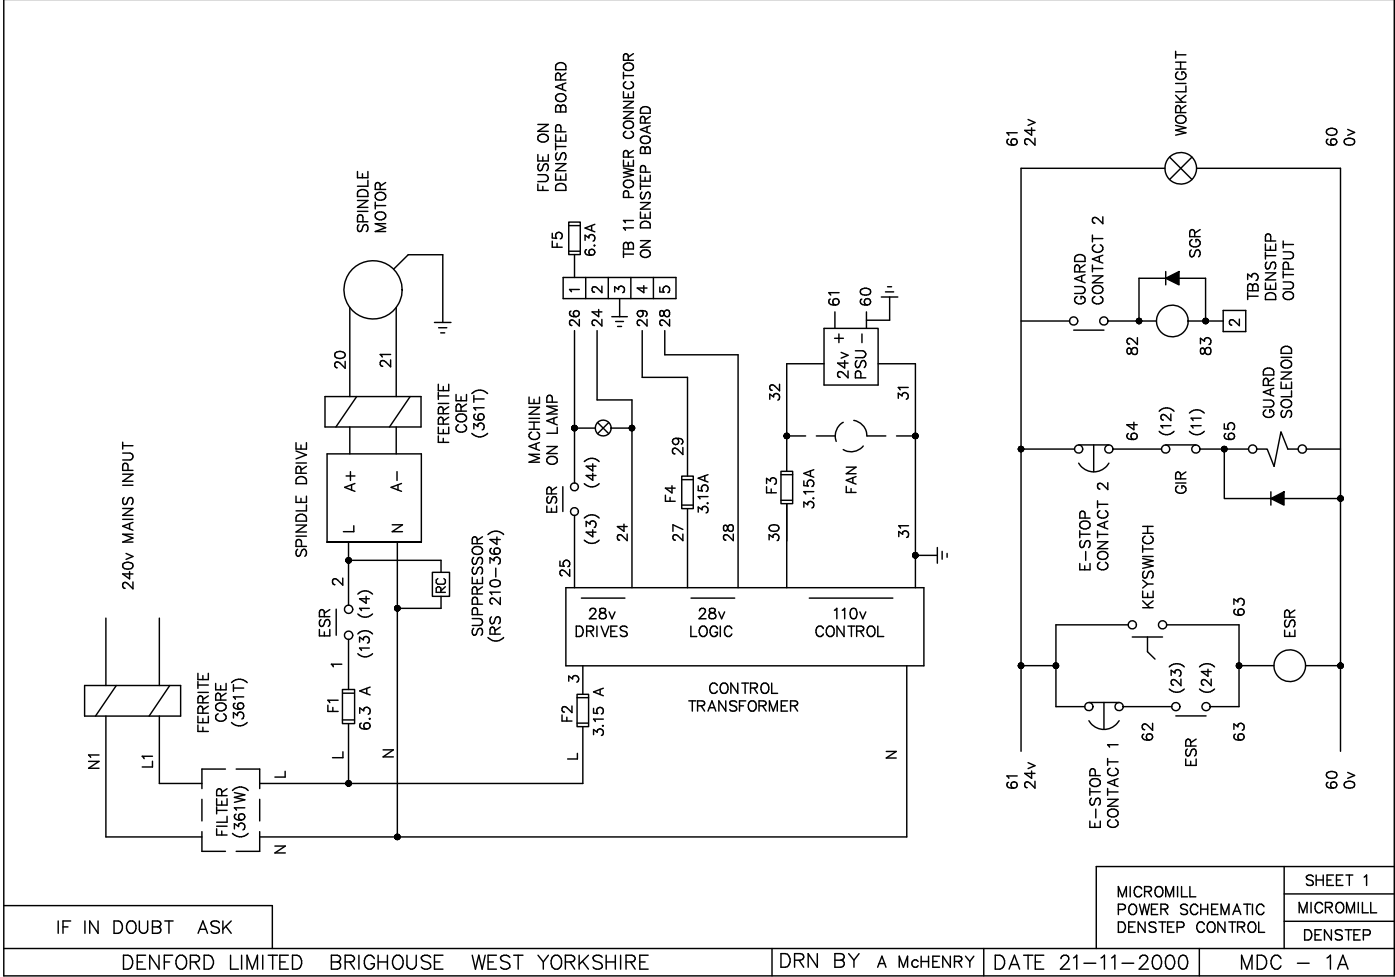 240v MAINS INPUT
N1
L1
FERRITE
CORE
(361T)
FILTER
(361W)
L
N
SPINDLE
MOTOR
20
21
FERRITE
CORE
(361T)
SPINDLE DRIVE
A+
A-
L
N
2
ESR
(13)
(14)
1
F1
6.3 A
L
N
RC
SUPPRESSOR
(RS 210-364)
FUSE ON
DENSTEP BOARD
F5
6.3A
TB 11 POWER CONNECTOR
ON DENSTEP BOARD
1
2
3
4
5
26
24
29
28
MACHINE
ON LAMP
ESR
(43)
(44)
25
24
29
F4
3.15A
27
28
61
60
24v
PSU
+
-
32
31
F3
3.15A
FAN
30
31
28v
DRIVES
28v
LOGIC
110v
CONTROL
CONTROL
TRANSFORMER
3
F2
3.15 A
L
N
61
24v
60
0v
WORKLIGHT
GUARD
CONTACT 2
SGR
82
83
2
TB3
DENSTEP
OUTPUT
E-STOP
CONTACT 2
64
(12)
(11)
GIR
65
GUARD
SOLENOID
KEYSWITCH
63
ESR
(23)
(24)
E-STOP
CONTACT 1
62
ESR
63
61
24v
60
0v
MICROMILL
POWER SCHEMATIC
DENSTEP CONTROL
SHEET 1
MICROMILL
DENSTEP
IF IN DOUBT ASK
DENFORD LIMITED BRIGHOUSE WEST YORKSHIRE
DRN BY A McHENRY
DATE 21-11-2000
MDC - 1A